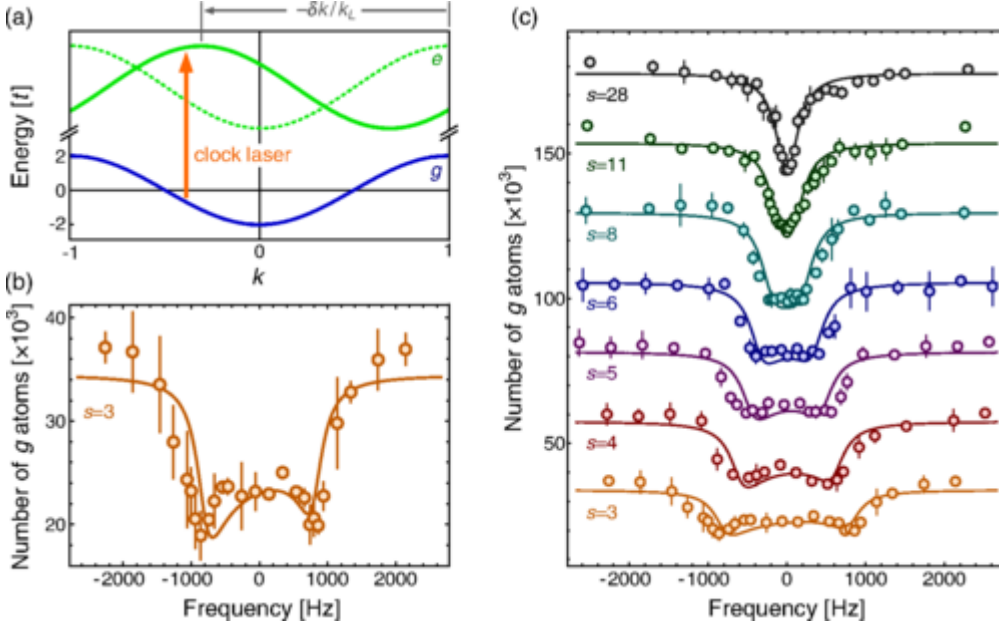 (a)
−δk/k_L
Energy [t]
2
0
-2
e
g
clock laser
-1
0
1
k
(b)
Number of g atoms [×10³]
40
30
20
s=3
-2000
-1000
0
1000
2000
Frequency [Hz]
(c)
Number of g atoms [×10³]
150
100
50
s=28
s=11
s=8
s=6
s=5
s=4
s=3
-2000
-1000
0
1000
2000
Frequency [Hz]